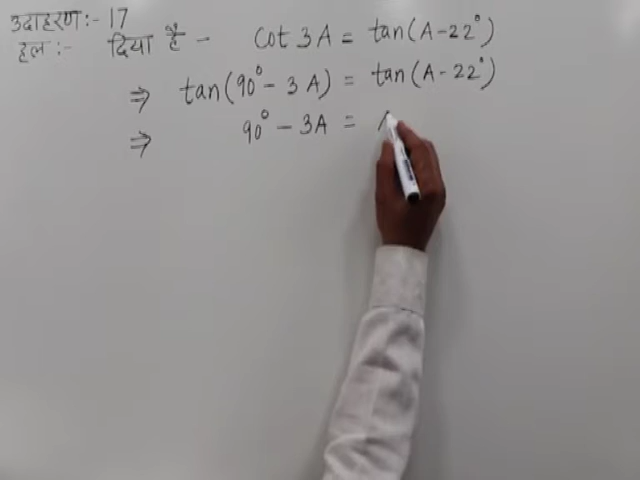 उदाहरण:- 17
हल:- दिया है - cot 3A = tan(A-22°)
⇒ tan(90° - 3A) = tan(A-22°)
⇒ 90° - 3A =